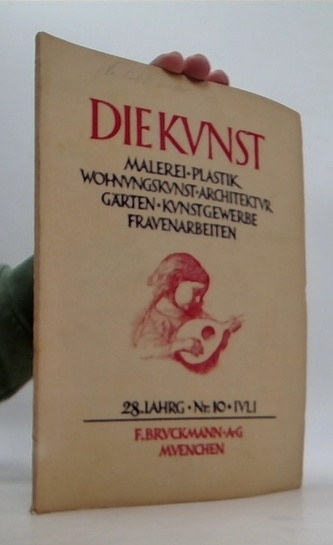 DIE KVNST
MALEREI · PLASTIK
WOHNVNGSKVNST · ARCHITEKTVR
GÄRTEN · KVNSTGEWERBE
FRAVENARBEITEN
28. IAHRG · Nr. 10 · IVLI
F. BRVCKMANN · A·G
MVENCHEN